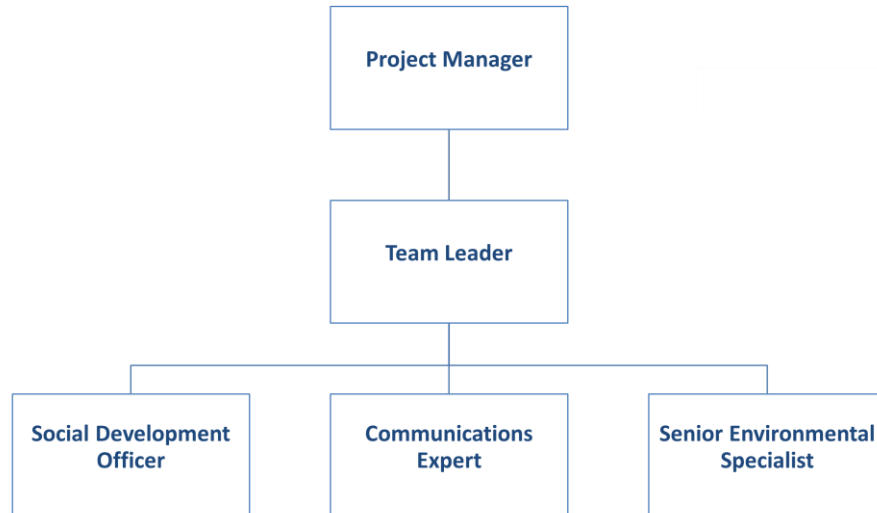 Project Manager
Team Leader
Social Development
Officer
Communications
Expert
Senior Environmental
Specialist